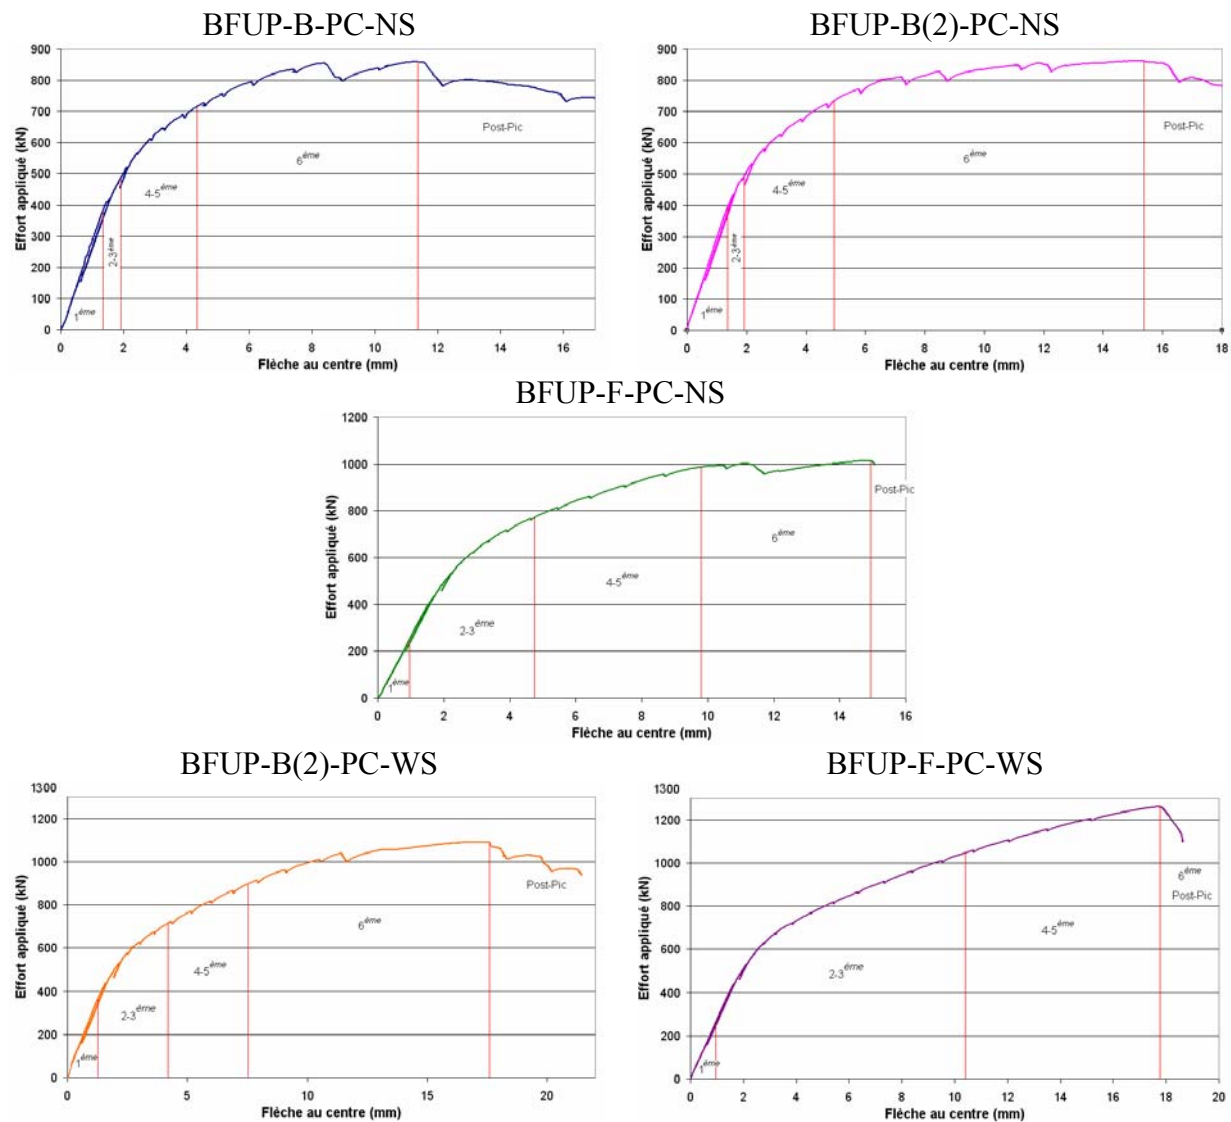 BFUP-B-PC-NS
900
800
700
600
500
400
300
200
100
0
Effort appliqué (kN)
1ème
2-3ème
4-5ème
6ème
Post-Pic
0 2 4 6 8 10 12 14 16
Flèche au centre (mm)
BFUP-B(2)-PC-NS
900
800
700
600
500
400
300
200
100
0
Effort appliqué (kN)
1ème
2-3ème
4-5ème
6ème
Post-Pic
0 2 4 6 8 10 12 14 16 18
Flèche au centre (mm)
BFUP-F-PC-NS
1200
1000
800
600
400
200
0
Effort appliqué (kN)
1ème
2-3ème
4-5ème
6ème
Post-Pic
0 2 4 6 8 10 12 14 16
Flèche au centre (mm)
BFUP-B(2)-PC-WS
1300
1200
1000
800
600
400
200
0
Effort appliqué (kN)
1ème
2-3ème
4-5ème
6ème
Post-Pic
0 5 10 15 20
Flèche au centre (mm)
BFUP-F-PC-WS
1300
1200
1000
800
600
400
200
0
Effort appliqué (kN)
1ème
2-3ème
4-5ème
6ème
Post-Pic
0 2 4 6 8 10 12 14 16 18 20
Flèche au centre (mm)